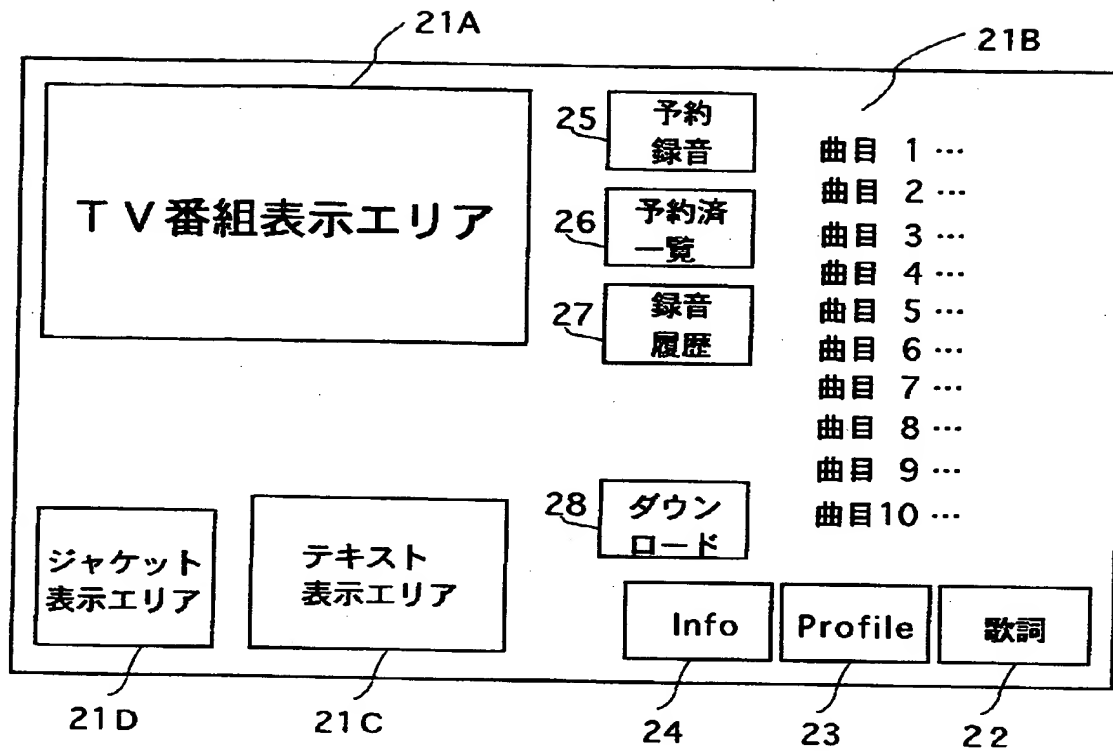 21A
21B
TV番組表示エリア
25
予約
録音
26
予約済
一覧
27
録音
履歴
曲目 1 …
曲目 2 …
曲目 3 …
曲目 4 …
曲目 5 …
曲目 6 …
曲目 7 …
曲目 8 …
曲目 9 …
曲目10 …
28
ダウン
ロード
ジャケット
表示エリア
テキスト
表示エリア
Info
Profile
歌詞
21D
21C
24
23
22